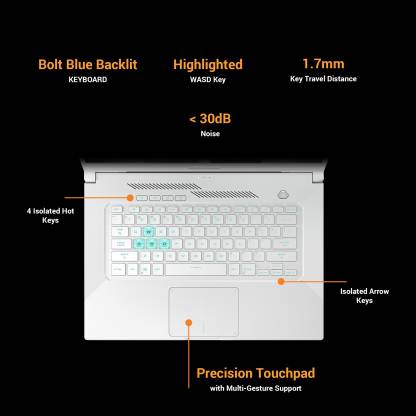 Bolt Blue Backlit
KEYBOARD
Highlighted
WASD Key
1.7mm
Key Travel Distance
< 30dB
Noise
4 Isolated Hot
Keys
Isolated Arrow
Keys
Precision Touchpad
with Multi-Gesture Support